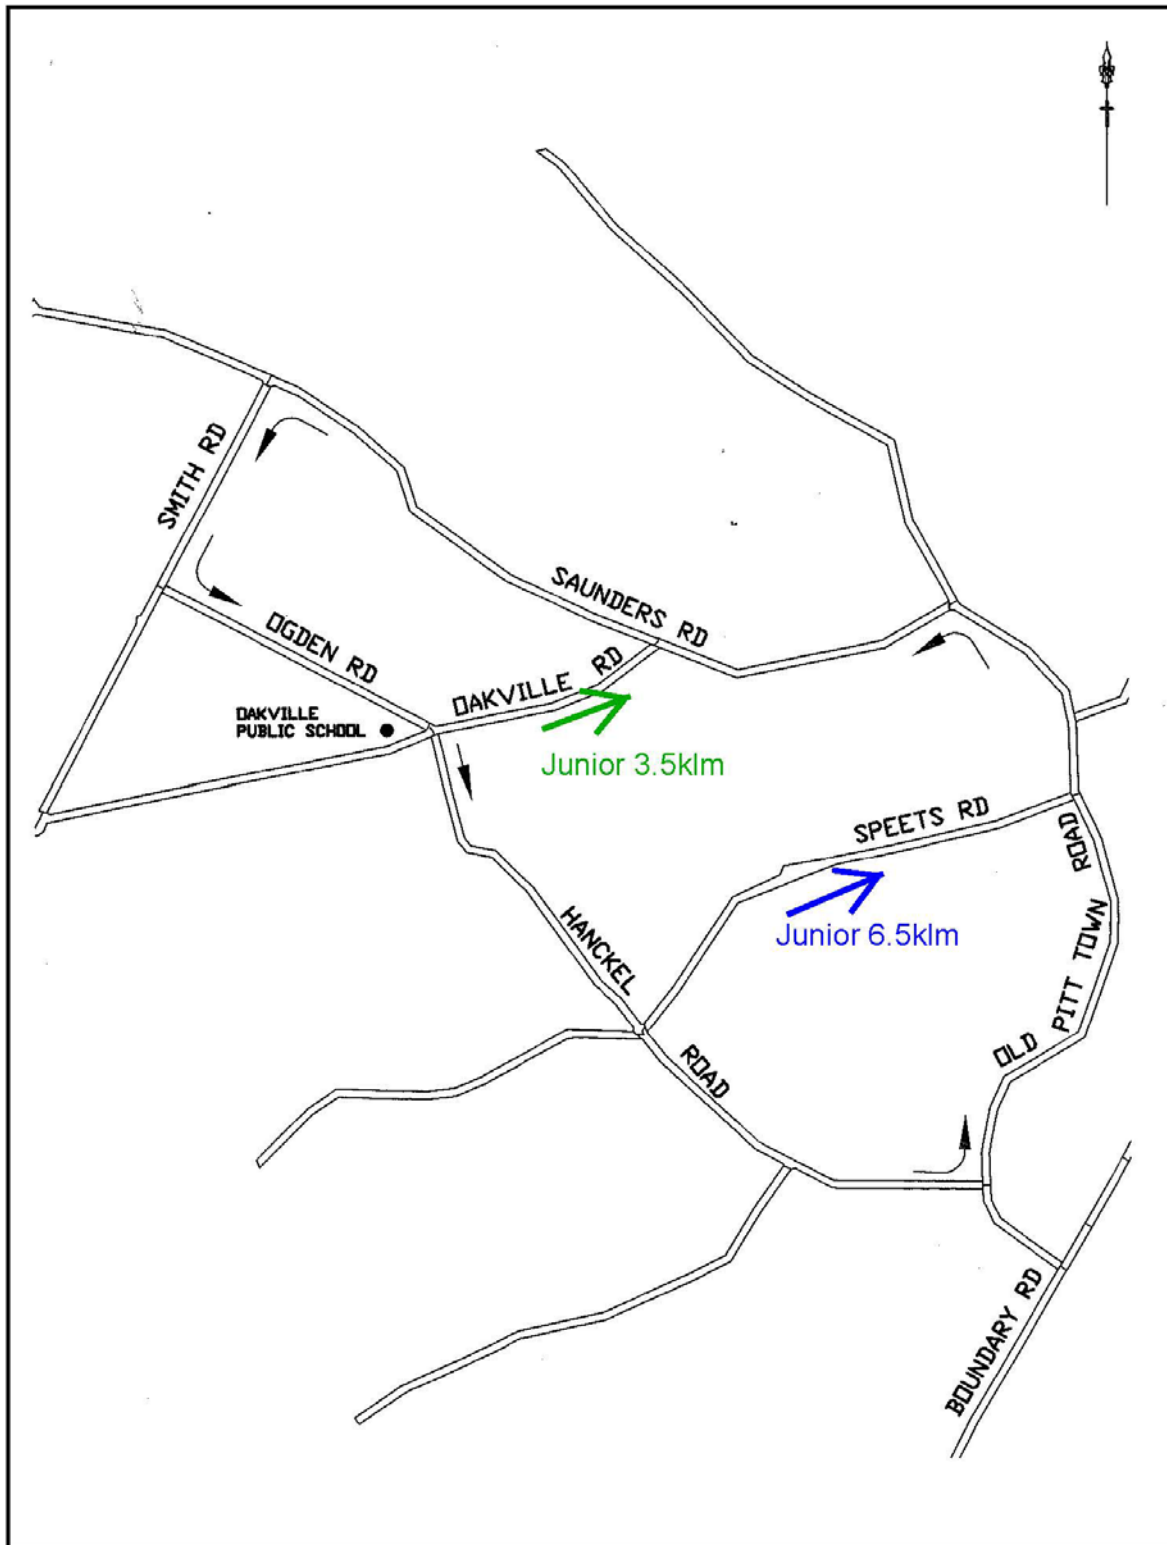 SMITH RD
SAUNDERS RD
OGDEN RD
OAKVILLE RD
OAKVILLE
PUBLIC SCHOOL
Junior 3.5klm
SPEETS RD
Junior 6.5klm
HANCKEL
ROAD
OLD PITT TOWN ROAD
BOUNDARY RD